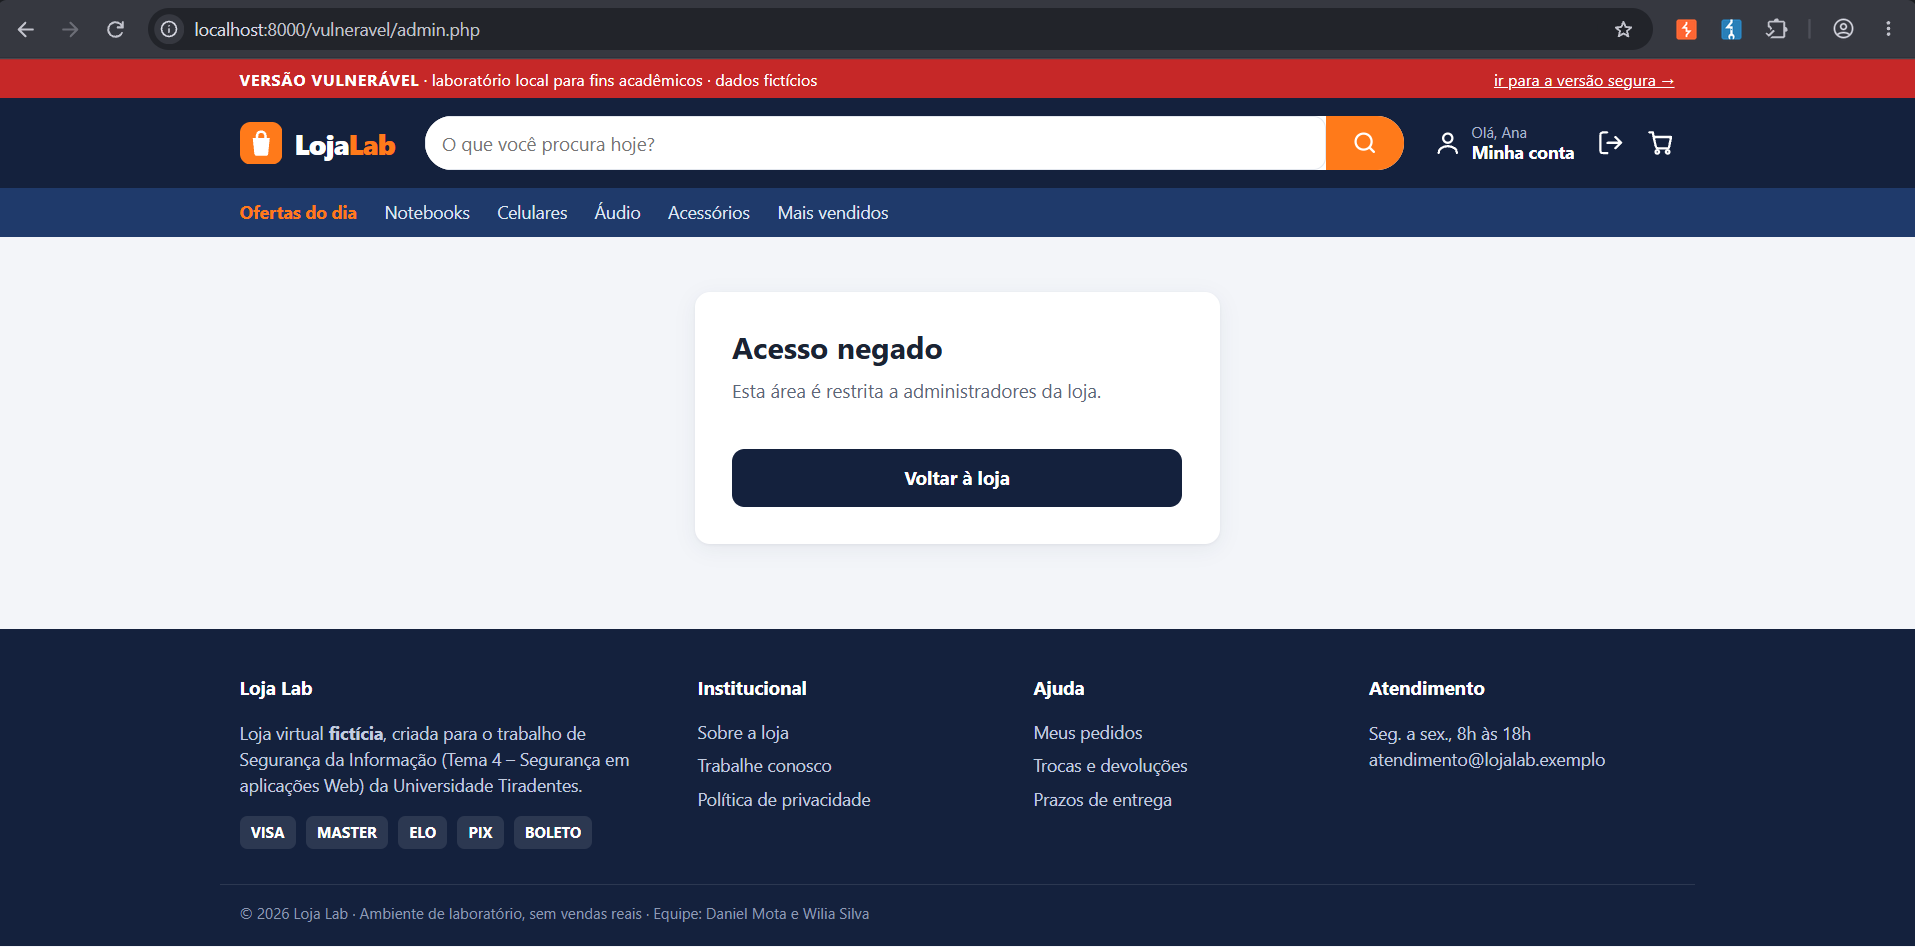 localhost:8000/vulneravel/admin.php
VERSÃO VULNERÁVEL · laboratório local para fins acadêmicos · dados fictícios
ir para a versão segura →
LojaLab
O que você procura hoje?
Olá, Ana
Minha conta
Ofertas do dia
Notebooks
Celulares
Áudio
Acessórios
Mais vendidos
Acesso negado
Esta área é restrita a administradores da loja.
Voltar à loja
Loja Lab
Loja virtual fictícia, criada para o trabalho de
Segurança da Informação (Tema 4 – Segurança em
aplicações Web) da Universidade Tiradentes.
VISA
MASTER
ELO
PIX
BOLETO
Institucional
Sobre a loja
Trabalhe conosco
Política de privacidade
Ajuda
Meus pedidos
Trocas e devoluções
Prazos de entrega
Atendimento
Seg. a sex., 8h às 18h
atendimento@lojalab.exemplo
© 2026 Loja Lab · Ambiente de laboratório, sem vendas reais · Equipe: Daniel Mota e Wilia Silva